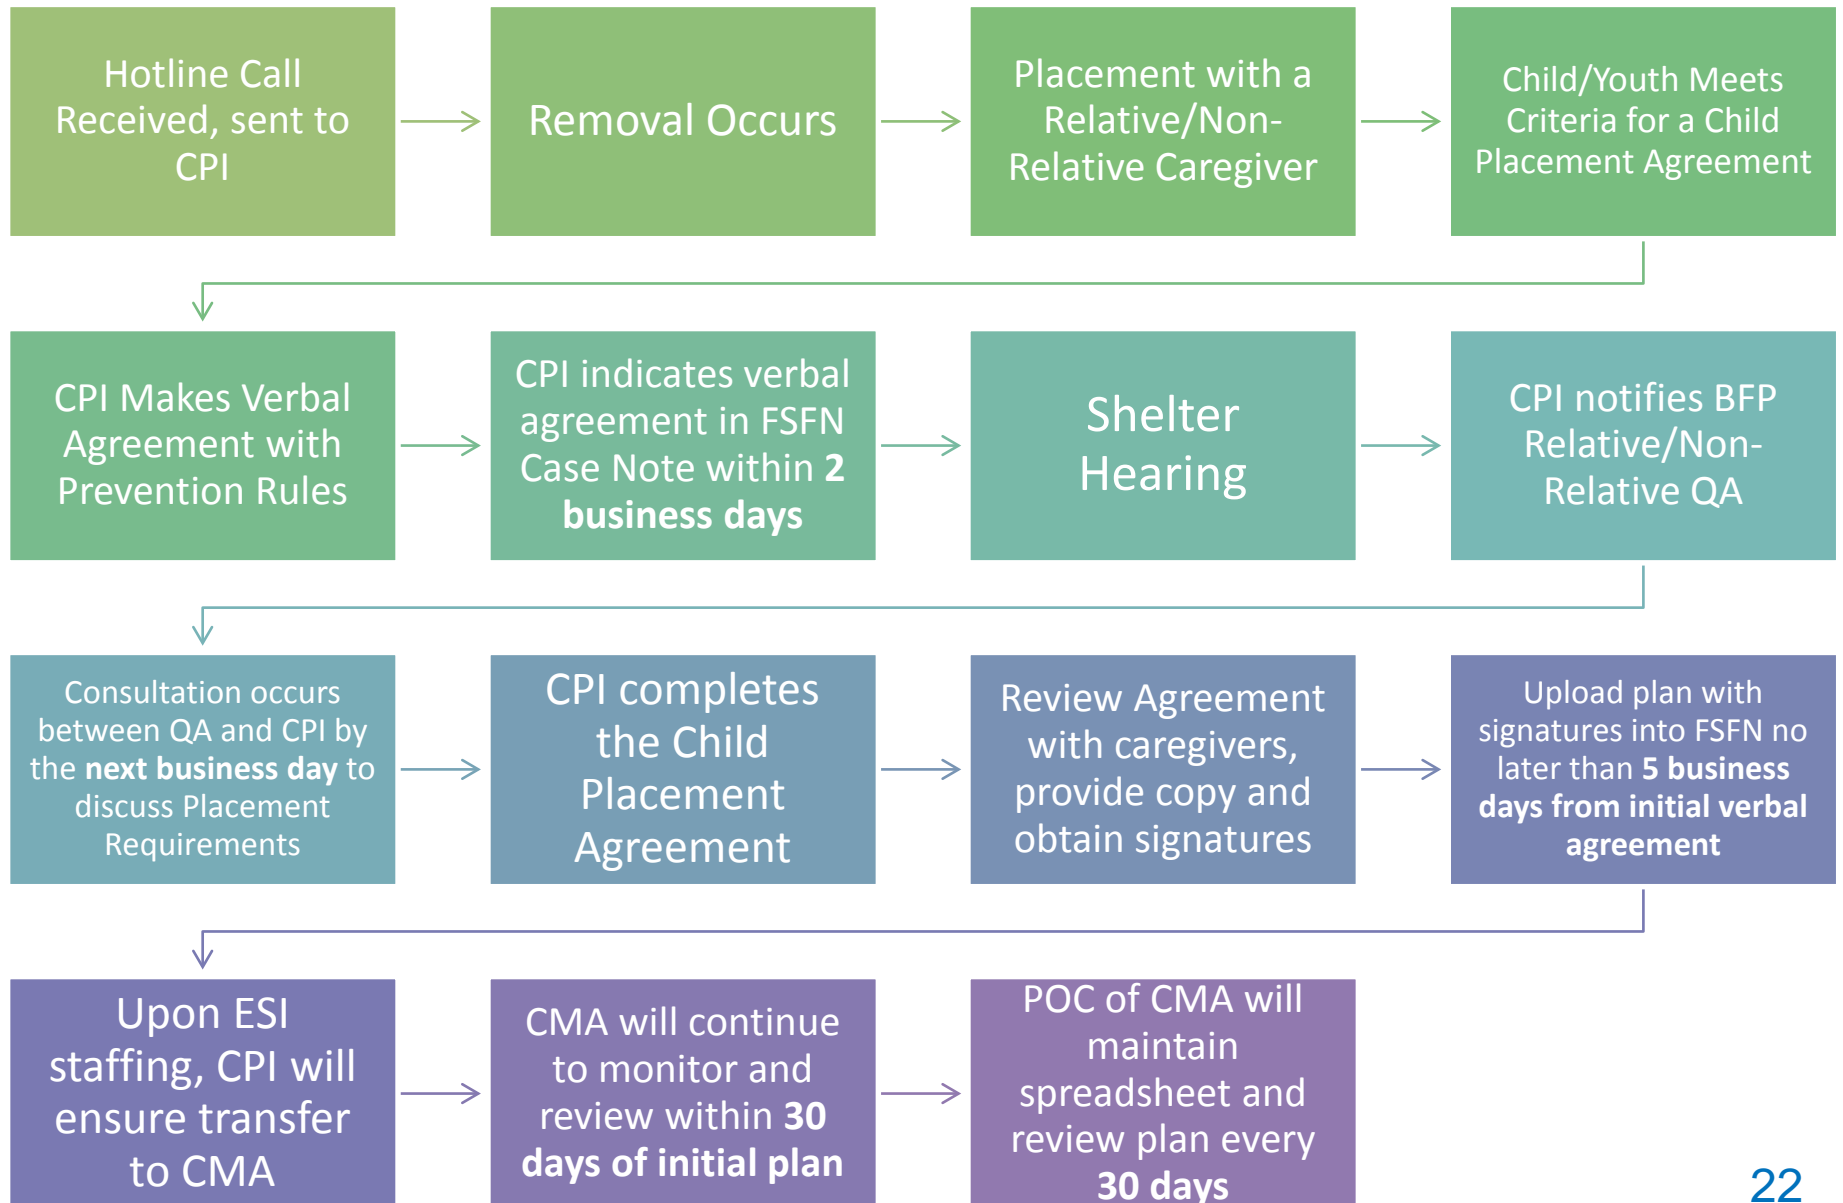 Hotline Call
Received, sent to
CPI
Removal Occurs
Placement with a
Relative/Non-
Relative Caregiver
Child/Youth Meets
Criteria for a Child
Placement Agreement
CPI Makes Verbal
Agreement with
Prevention Rules
CPI indicates verbal
agreement in FSFN
Case Note within 2
business days
Shelter
Hearing
CPI notifies BFP
Relative/Non-
Relative QA
Consultation occurs
between QA and CPI by
the next business day to
discuss Placement
Requirements
CPI completes
the Child
Placement
Agreement
Review Agreement
with caregivers,
provide copy and
obtain signatures
Upload plan with
signatures into FSFN no
later than 5 business
days from initial verbal
agreement
Upon ESI
staffing, CPI will
ensure transfer
to CMA
CMA will continue
to monitor and
review within 30
days of initial plan
POC of CMA will
maintain
spreadsheet and
review plan every
30 days
22